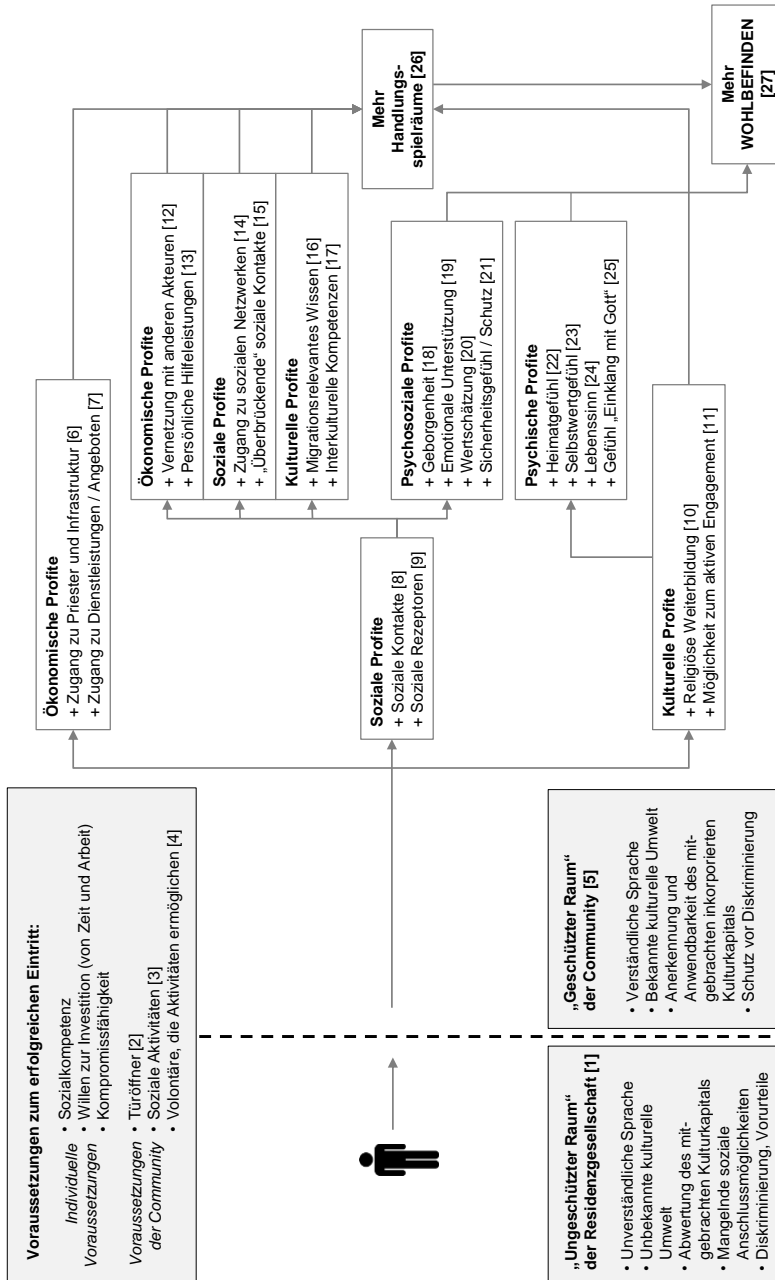 Voraussetzungen zum erfolgreichen Eintritt:
Individuelle
Voraussetzungen
• Sozialkompetenz
• Willen zur Investition (von Zeit und Arbeit)
• Kompromissfähigkeit
Voraussetzungen
der Community
• Türöffner [2]
• Soziale Aktivitäten [3]
• Volontäre, die Aktivitäten ermöglichen [4]
„Ungeschützter Raum“
der Residenzgesellschaft [1]
• Unverständliche Sprache
• Unbekannte kulturelle
Umwelt
• Abwertung des mit-
gebrachten Kulturkapitals
• Mangelnde soziale
Anschlussmöglichkeiten
• Diskriminierung, Vorurteile
„Geschützter Raum“
der Community [5]
• Verständliche Sprache
• Bekannte kulturelle Umwelt
• Anerkennung und
Anwendbarkeit des mit-
gebrachten inkorporierten
Kulturkapitals
• Schutz vor Diskriminierung
Ökonomische Profite
+ Zugang zu Priester und Infrastruktur [6]
+ Zugang zu Dienstleistungen / Angeboten [7]
Soziale Profite
+ Soziale Kontakte [8]
+ Soziale Rezeptoren [9]
Kulturelle Profite
+ Religiöse Weiterbildung [10]
+ Möglichkeit zum aktiven Engagement [11]
Ökonomische Profite
+ Vernetzung mit anderen Akteuren [12]
+ Persönliche Hilfeleistungen [13]
Soziale Profite
+ Zugang zu sozialen Netzwerken [14]
+ „Überbrückende“ soziale Kontakte [15]
Kulturelle Profite
+ Migrationsrelevantes Wissen [16]
+ Interkulturelle Kompetenzen [17]
Psychosoziale Profite
+ Geborgenheit [18]
+ Emotionale Unterstützung [19]
+ Wertschätzung [20]
+ Sicherheitsgefühl / Schutz [21]
Psychische Profite
+ Heimatgefühl [22]
+ Selbstwertgefühl [23]
+ Lebenssinn [24]
+ Gefühl „Einklang mit Gott“ [25]
Mehr
Handlungs-
spielräume [26]
Mehr
WOHLBEFINDEN
[27]